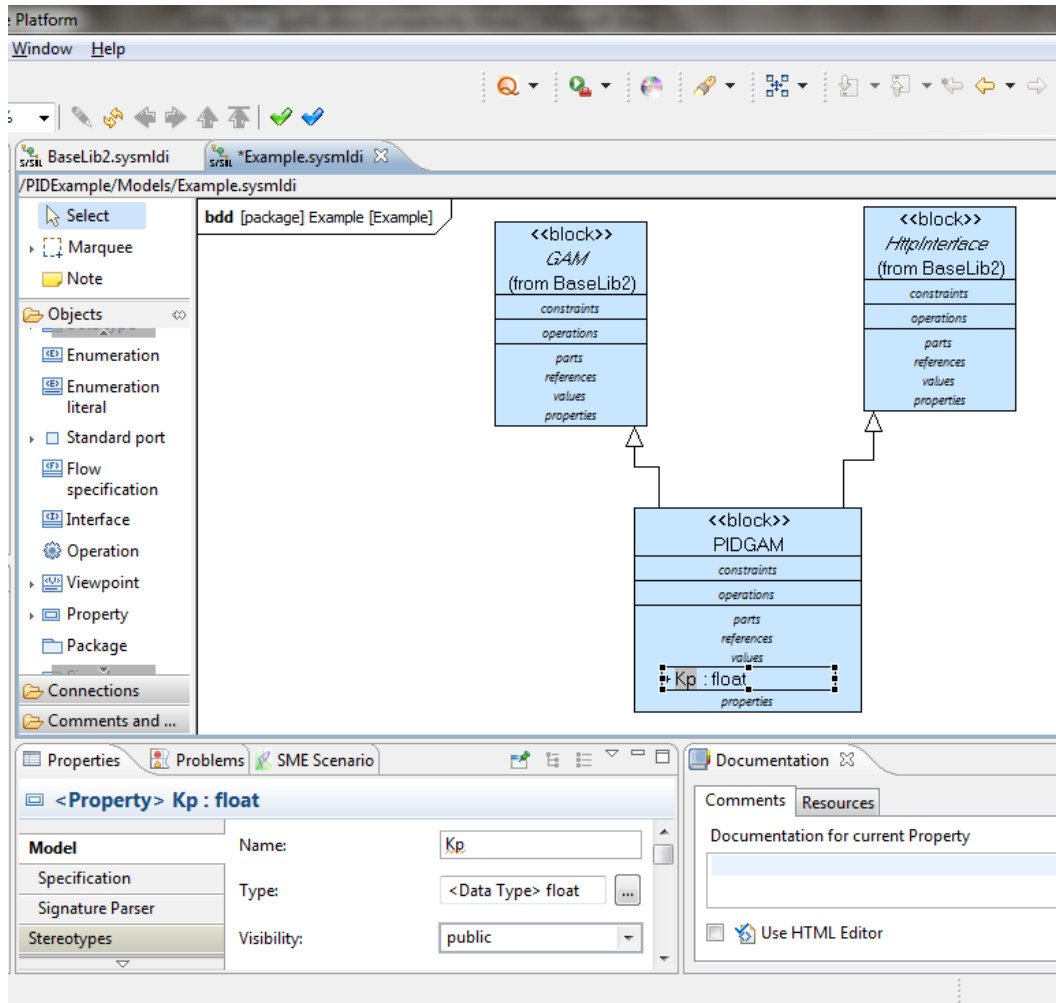 Platform
Window Help
BaseLib2.sysmldi
*Example.sysmldi
/PIDExample/Models/Example.sysmldi
Select
Marquee
Note
Objects
Enumeration
Enumeration
literal
Standard port
Flow
specification
Interface
Operation
Viewpoint
Property
Package
Connections
Comments and ...
bdd [package] Example [Example]
<<block>>
GAM
(from BaseLib2)
constraints
operations
parts
references
values
properties
<<block>>
HttpInterface
(from BaseLib2)
constraints
operations
parts
references
values
properties
<<block>>
PIDGAM
constraints
operations
parts
references
values
+ Kp : float
properties
Properties Problems SME Scenario
<Property> Kp : float
Model
Specification
Signature Parser
Stereotypes
Name: Kp
Type: <Data Type> float ...
Visibility: public
Documentation
Comments Resources
Documentation for current Property
Use HTML Editor